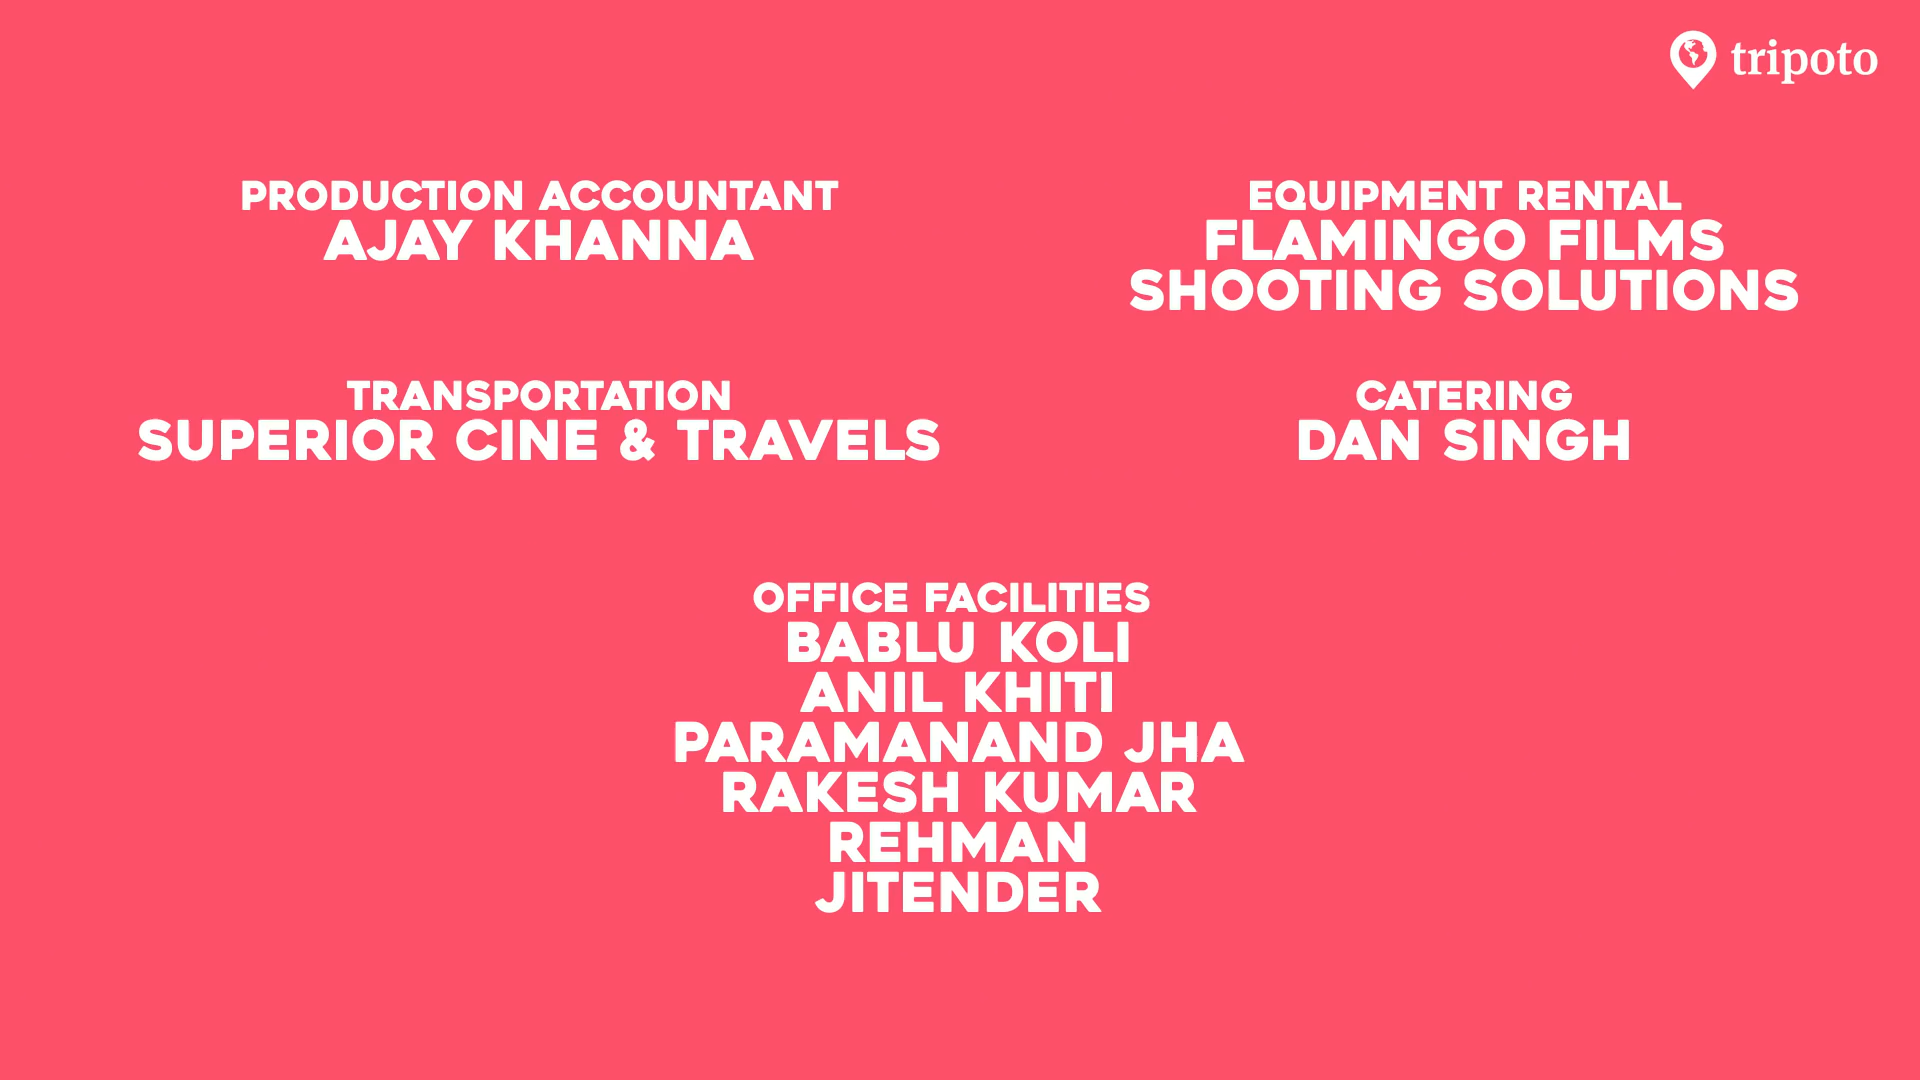 tripoto
PRODUCTION ACCOUNTANT
AJAY KHANNA
EQUIPMENT RENTAL
FLAMINGO FILMS
SHOOTING SOLUTIONS
TRANSPORTATION
SUPERIOR CINE & TRAVELS
CATERING
DAN SINGH
OFFICE FACILITIES
BABLU KOLI
ANIL KHITI
PARAMANAND JHA
RAKESH KUMAR
REHMAN
JITENDER